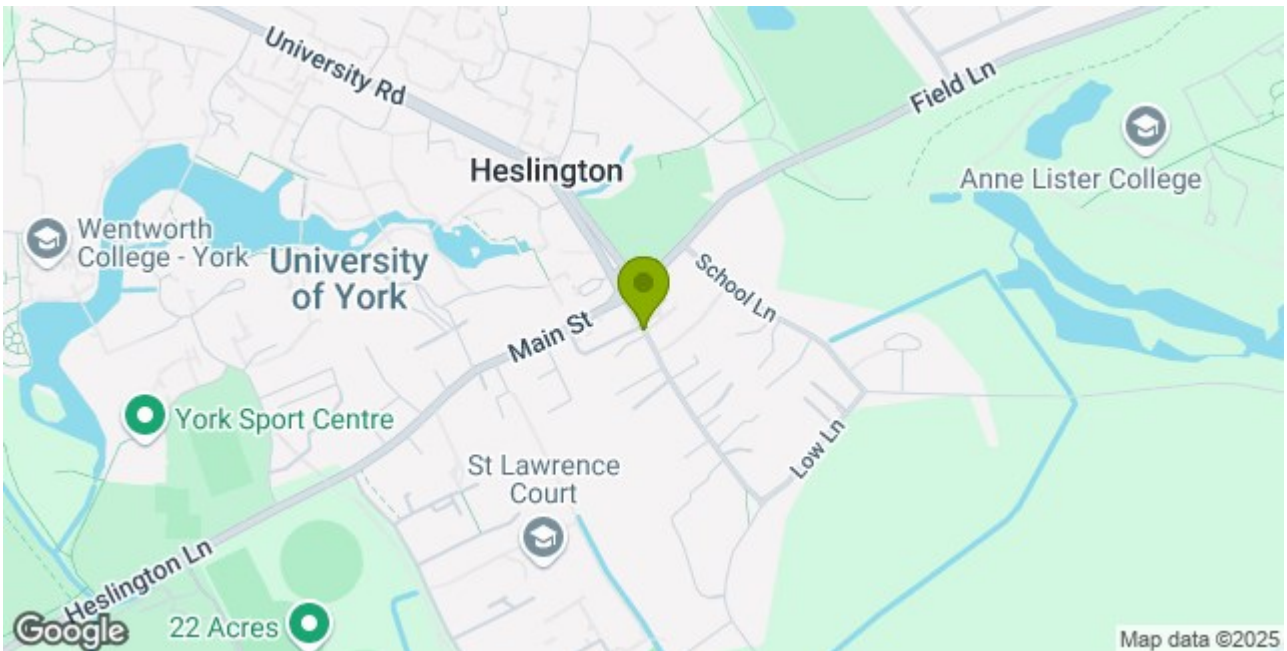 University Rd
Field Ln
Heslington
Anne Lister College
Wentworth
College - York
University
of York
School Ln
Main St
York Sport Centre
St Lawrence
Court
Low Ln
Heslington Ln
22 Acres
Google
Map data ©2025